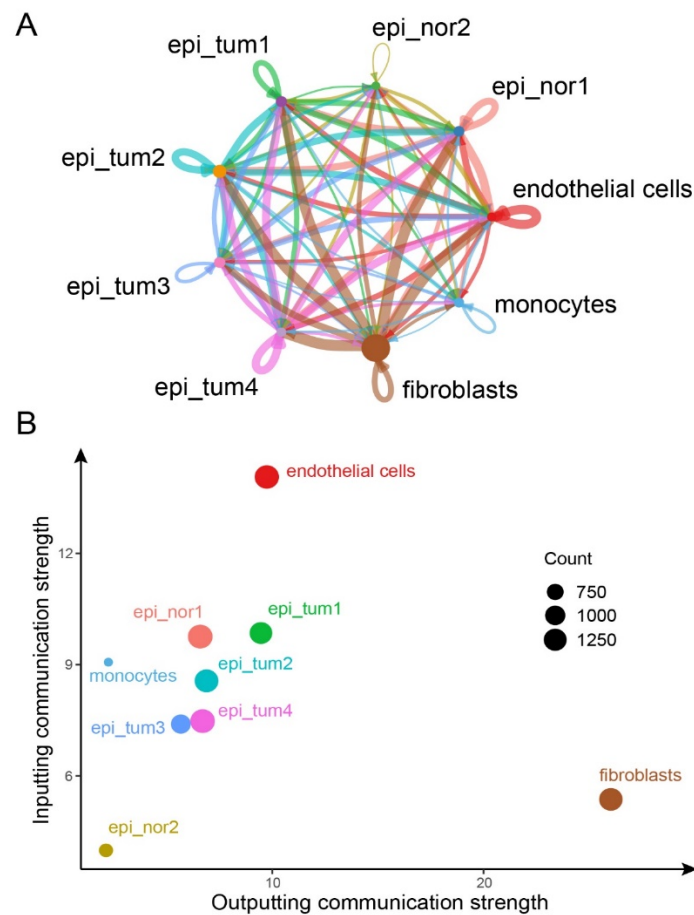 A
epi_nor2
epi_tum1
epi_nor1
epi_tum2
endothelial cells
epi_tum3
monocytes
epi_tum4
fibroblasts
B
endothelial cells
Inputting communication strength
12
9
6
Count
750
1000
1250
epi_nor1
epi_tum1
monocytes
epi_tum2
epi_tum3
epi_tum4
fibroblasts
epi_nor2
10
20
Outputting communication strength